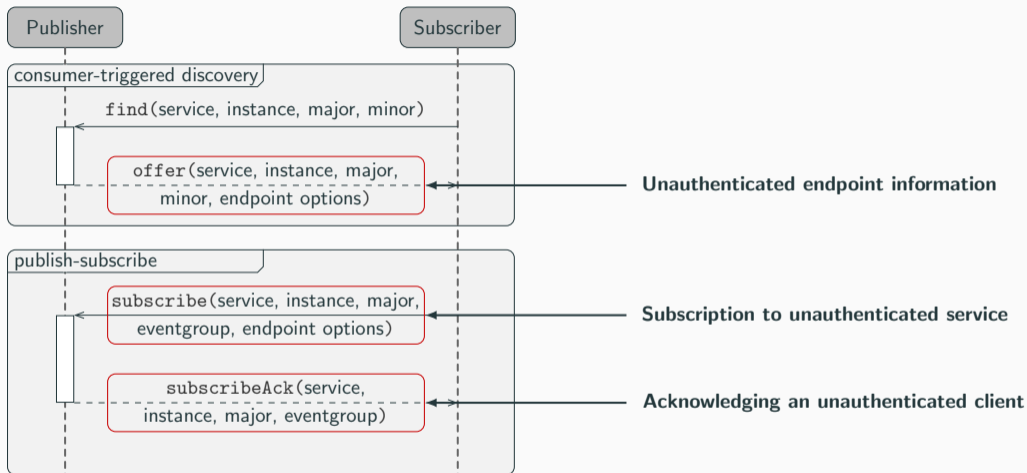 Publisher
Subscriber
consumer-triggered discovery
find(service, instance, major, minor)
offer(service, instance, major,
minor, endpoint options)
Unauthenticated endpoint information
publish-subscribe
subscribe(service, instance, major,
eventgroup, endpoint options)
Subscription to unauthenticated service
subscribeAck(service,
instance, major, eventgroup)
Acknowledging an unauthenticated client